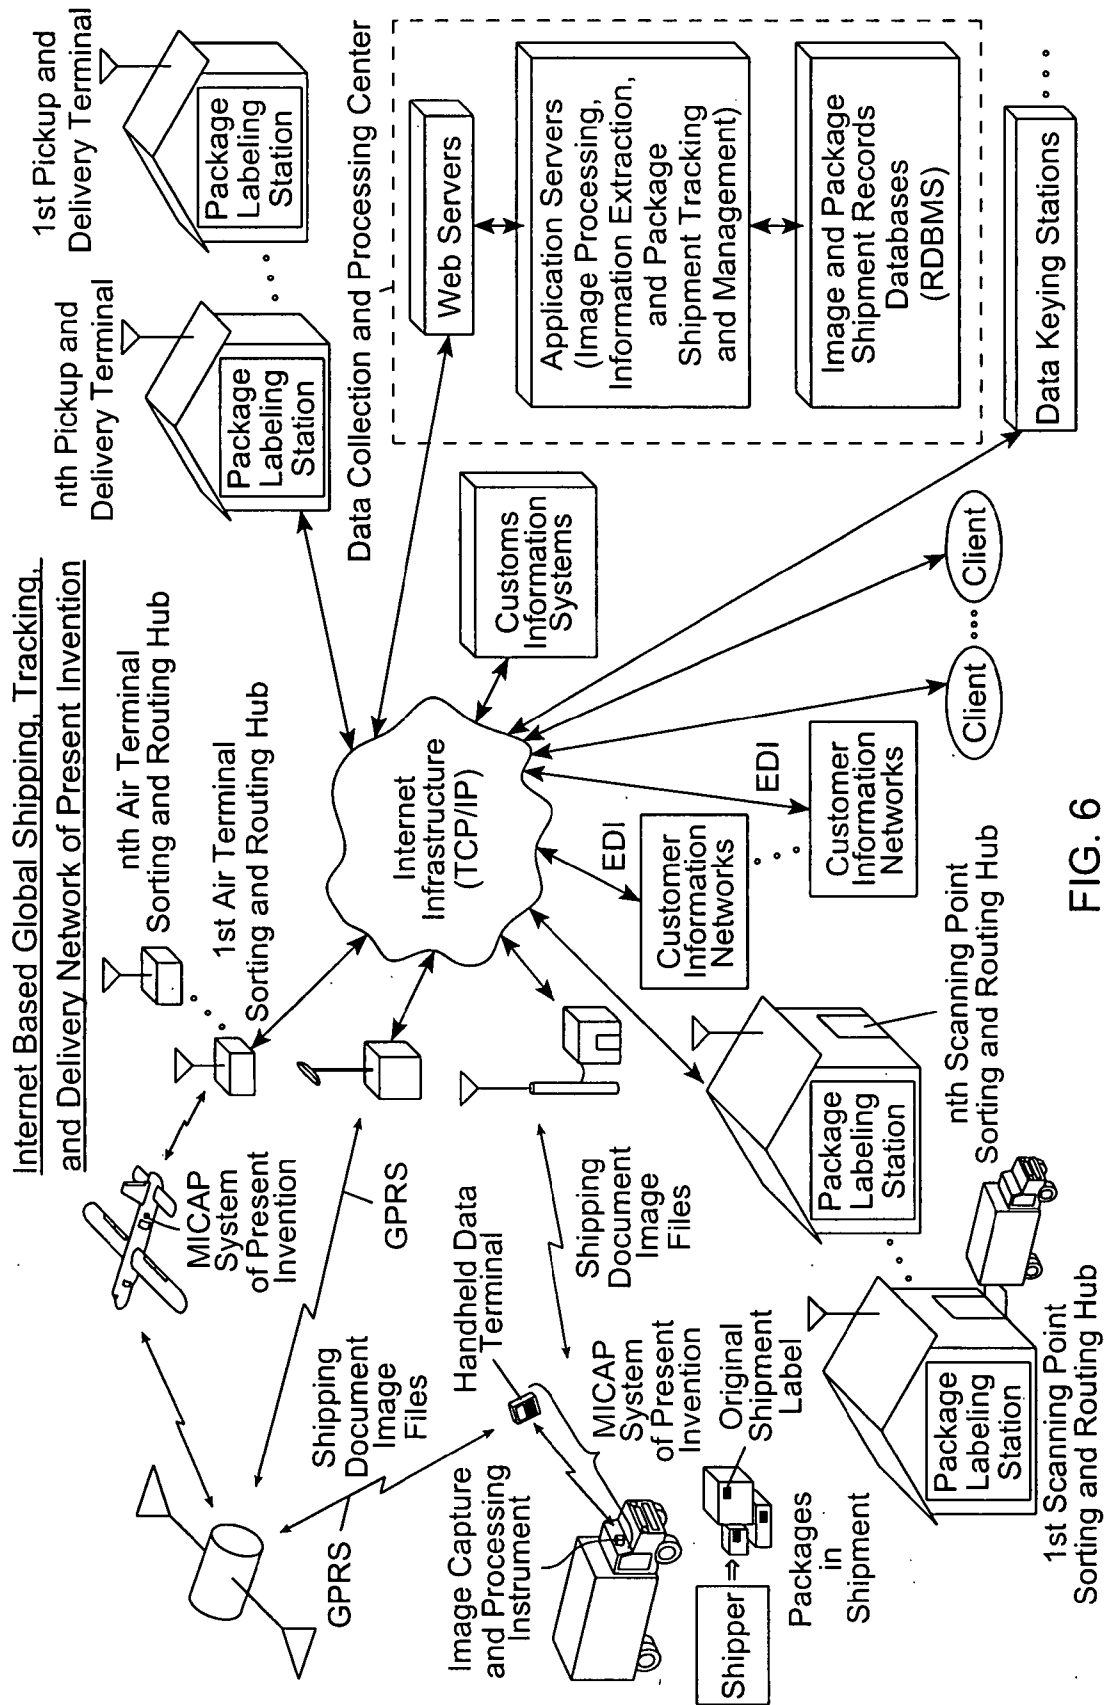 Internet Based Global Shipping, Tracking,
and Delivery Network of Present Invention
nth Pickup and
Delivery Terminal
1st Pickup and
Delivery Terminal
Package
Labeling
Station
Package
Labeling
Station
nth Air Terminal
Sorting and Routing Hub
1st Air Terminal
Sorting and Routing Hub
MICAP
System
of Present
Invention
GPRS
Shipping
Document
Image
Files
GPRS
Handheld Data
Terminal
Image Capture
and Processing
Instrument
MICAP
System
of Present
Invention
Shipping
Document
Image
Files
Internet
Infrastructure
(TCP/IP)
Data Collection and Processing Center
Web Servers
Application Servers
(Image Processing,
Information Extraction,
and Package
Shipment Tracking
and Management)
Image and Package
Shipment Records
Databases
(RDBMS)
Customs
Information
Systems
Data Keying Stations
Client
Client
EDI
EDI
Customer
Information
Networks
Customer
Information
Networks
Shipper
Original
Shipment
Label
Packages
in
Shipment
Package
Labeling
Station
nth Scanning Point
Sorting and Routing Hub
Package
Labeling
Station
1st Scanning Point
Sorting and Routing Hub
FIG. 6